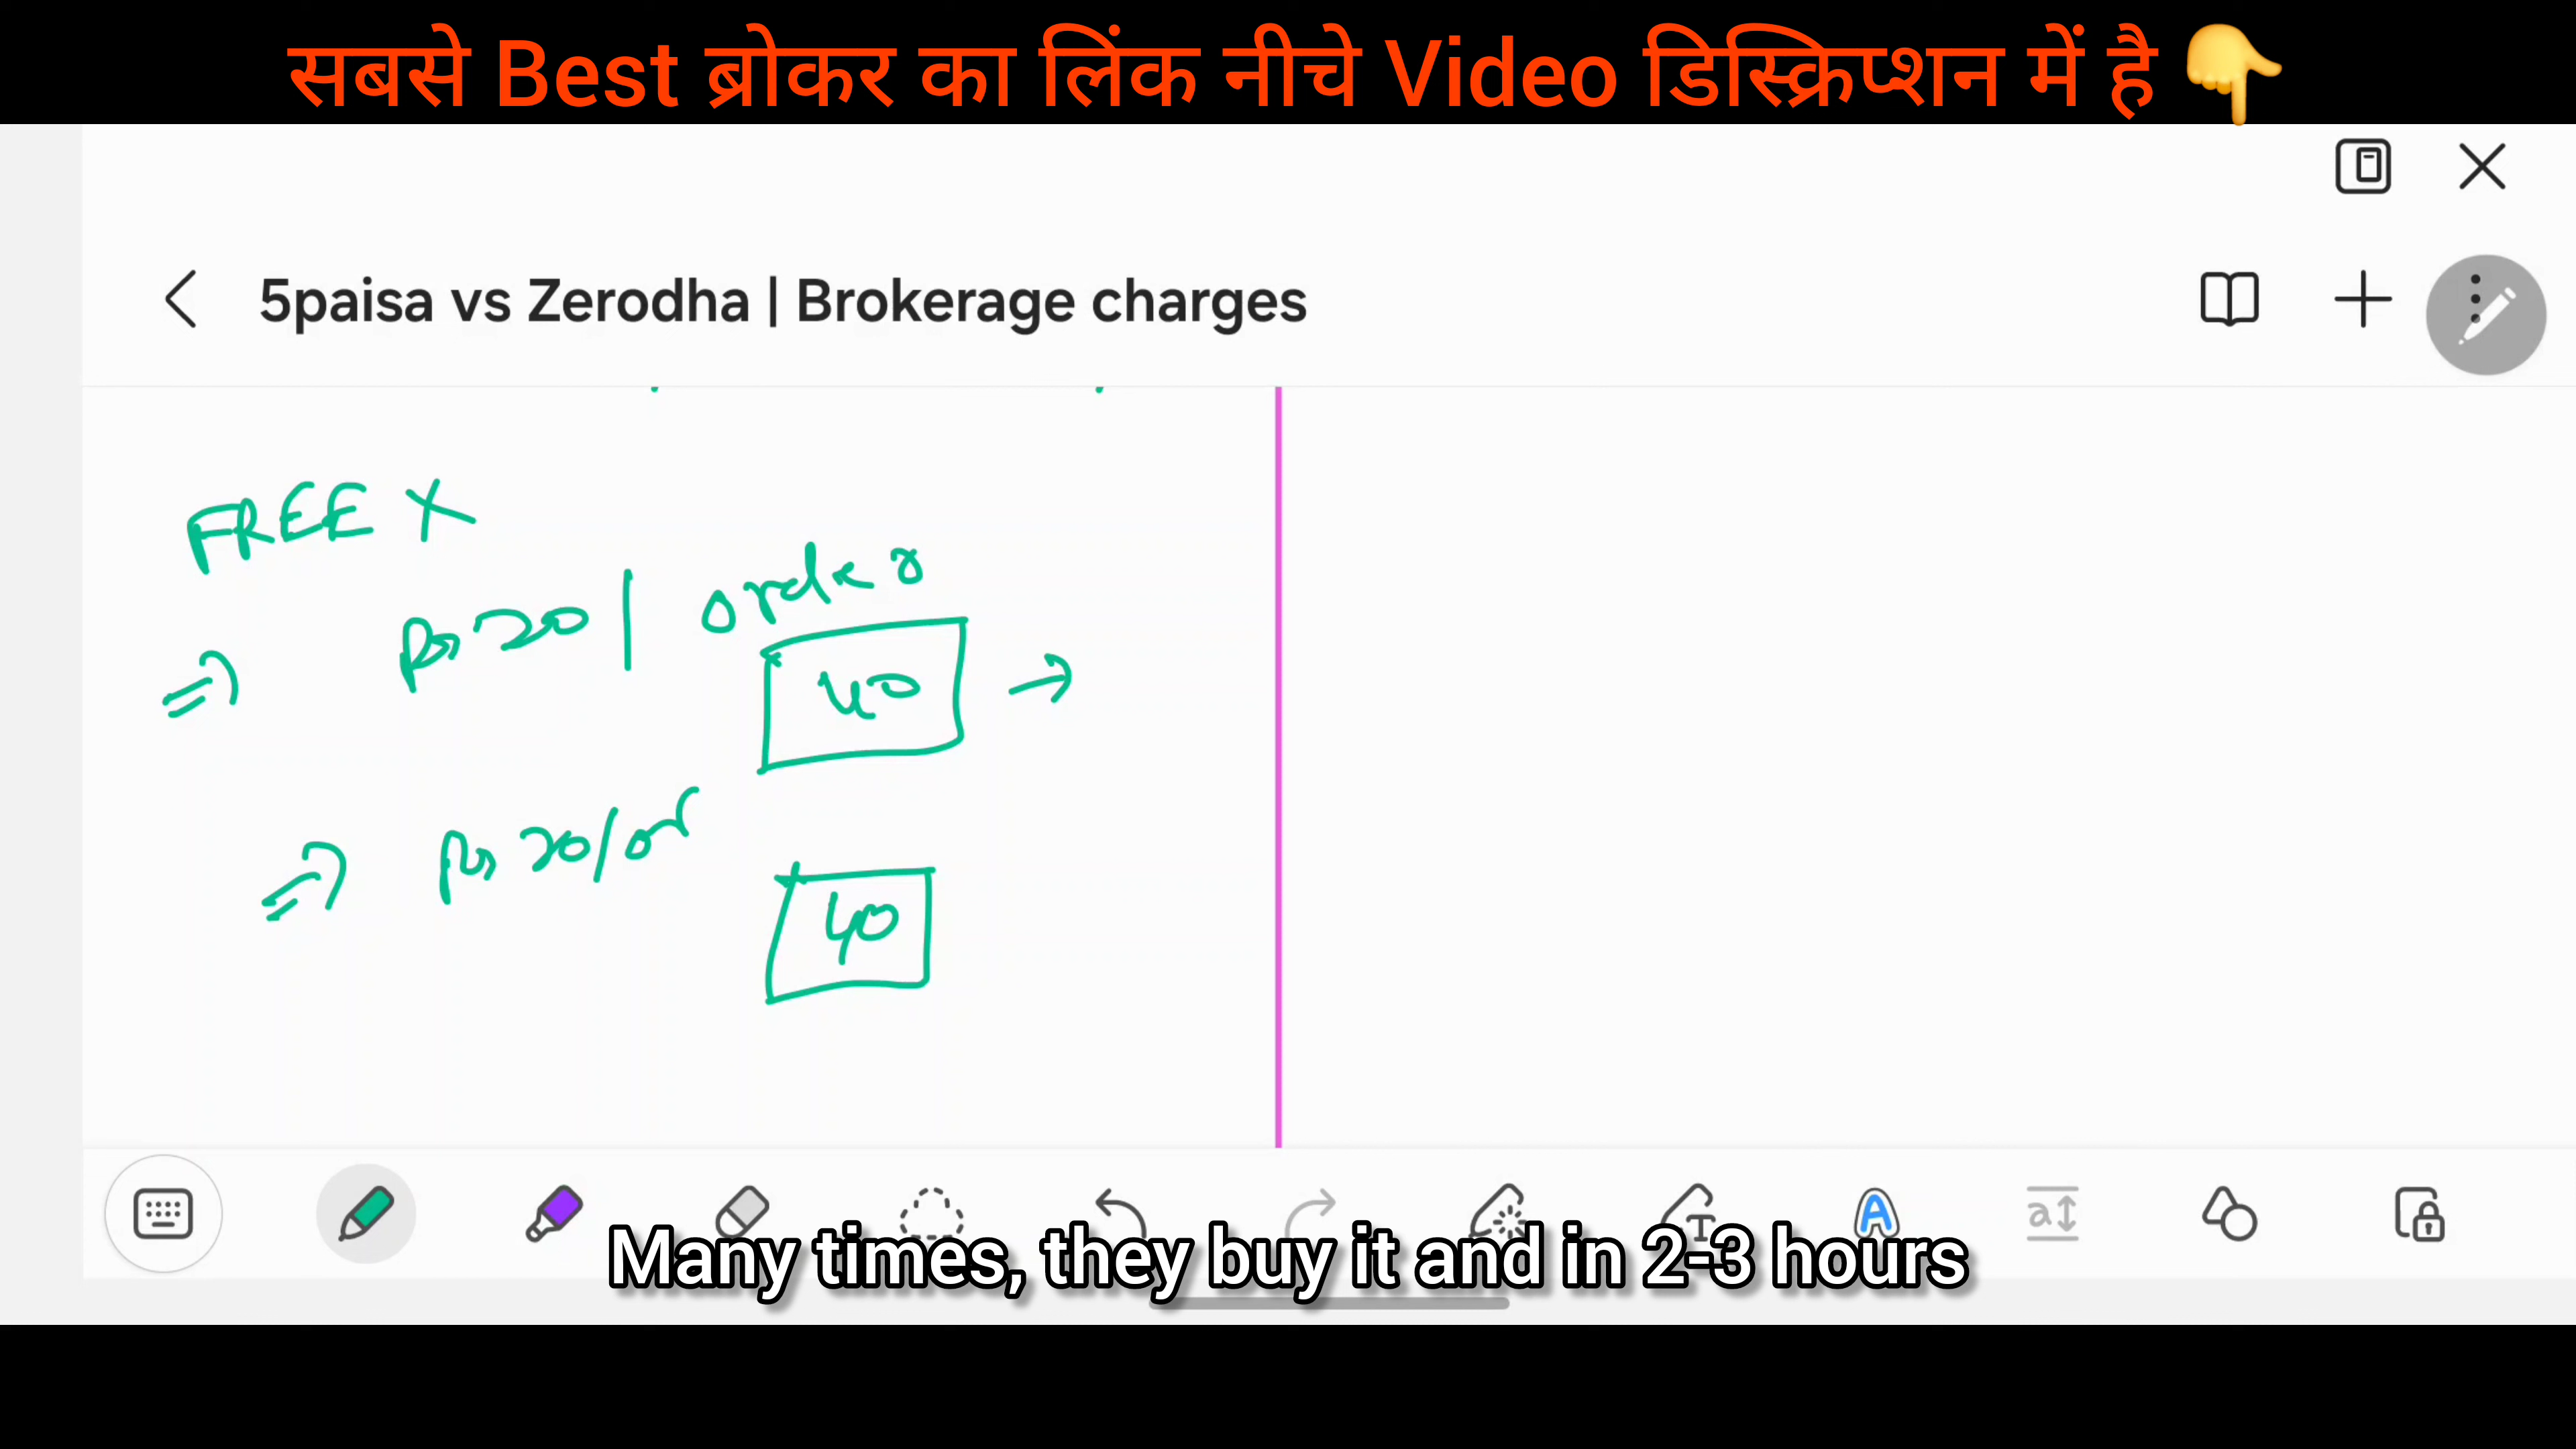 सबसे Best ब्रोकर का लिंक नीचे Video डिस्क्रिप्शन में है
5paisa vs Zerodha | Brokerage charges
FREE X
Rs 20 | order
40
Rs 20/or
40
Many times, they buy it and in 2-3 hours